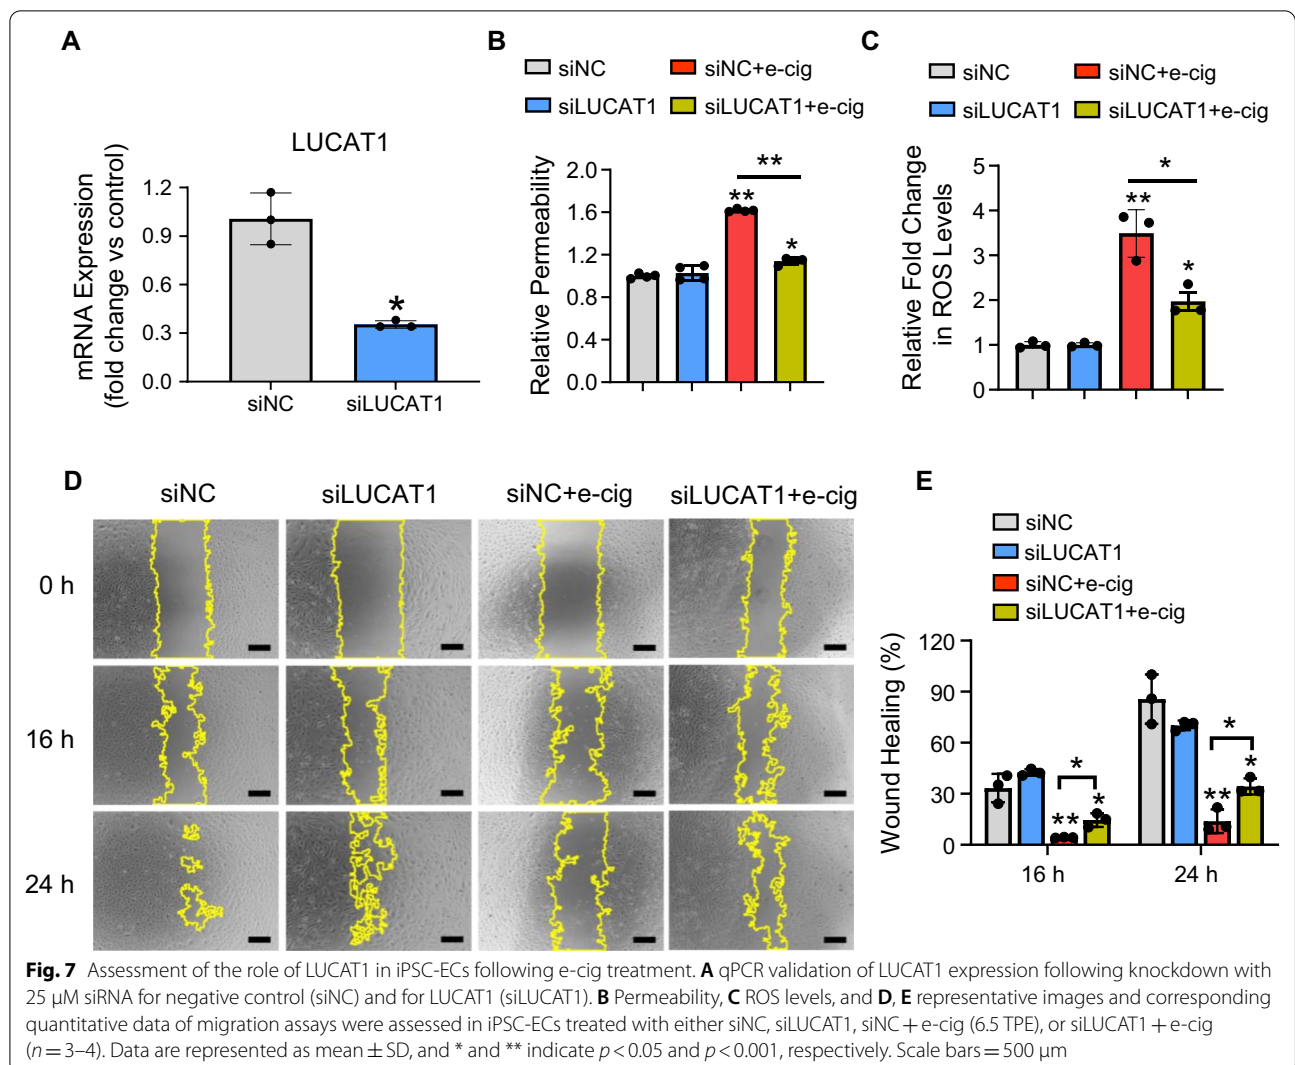 A
LUCAT1
mRNA Expression
(fold change vs control)
1.2
0.9
0.6
0.3
0.0
*
siNC
siLUCAT1
B
siNC
siNC+e-cig
siLUCAT1
siLUCAT1+e-cig
Relative Permeability
2.0
1.6
1.2
0.8
0.4
0.0
**
**
*
C
siNC
siNC+e-cig
siLUCAT1
siLUCAT1+e-cig
Relative Fold Change
in ROS Levels
5
4
3
2
1
0
*
**
*
D
siNC
siLUCAT1
siNC+e-cig
siLUCAT1+e-cig
0 h
16 h
24 h
E
siNC
siLUCAT1
siNC+e-cig
siLUCAT1+e-cig
Wound Healing (%)
120
90
60
30
0
*
**
*
*
**
*
16 h
24 h
Fig. 7 Assessment of the role of LUCAT1 in iPSC-ECs following e-cig treatment. A qPCR validation of LUCAT1 expression following knockdown with
25 μM siRNA for negative control (siNC) and for LUCAT1 (siLUCAT1). B Permeability, C ROS levels, and D, E representative images and corresponding
quantitative data of migration assays were assessed in iPSC-ECs treated with either siNC, siLUCAT1, siNC + e-cig (6.5 TPE), or siLUCAT1 + e-cig
(n = 3–4). Data are represented as mean ± SD, and * and ** indicate p < 0.05 and p < 0.001, respectively. Scale bars = 500 μm